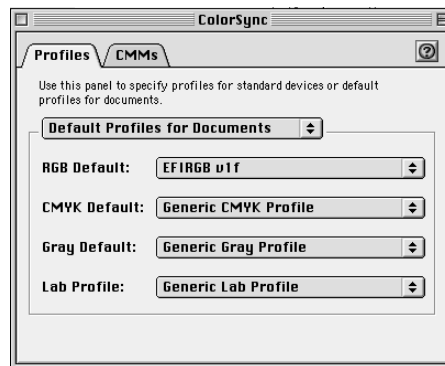 ColorSync
Profiles CMMs ?
Use this panel to specify profiles for standard devices or default
profiles for documents.
Default Profiles for Documents
RGB Default: EFIRGB v1f
CMYK Default: Generic CMYK Profile
Gray Default: Generic Gray Profile
Lab Profile: Generic Lab Profile